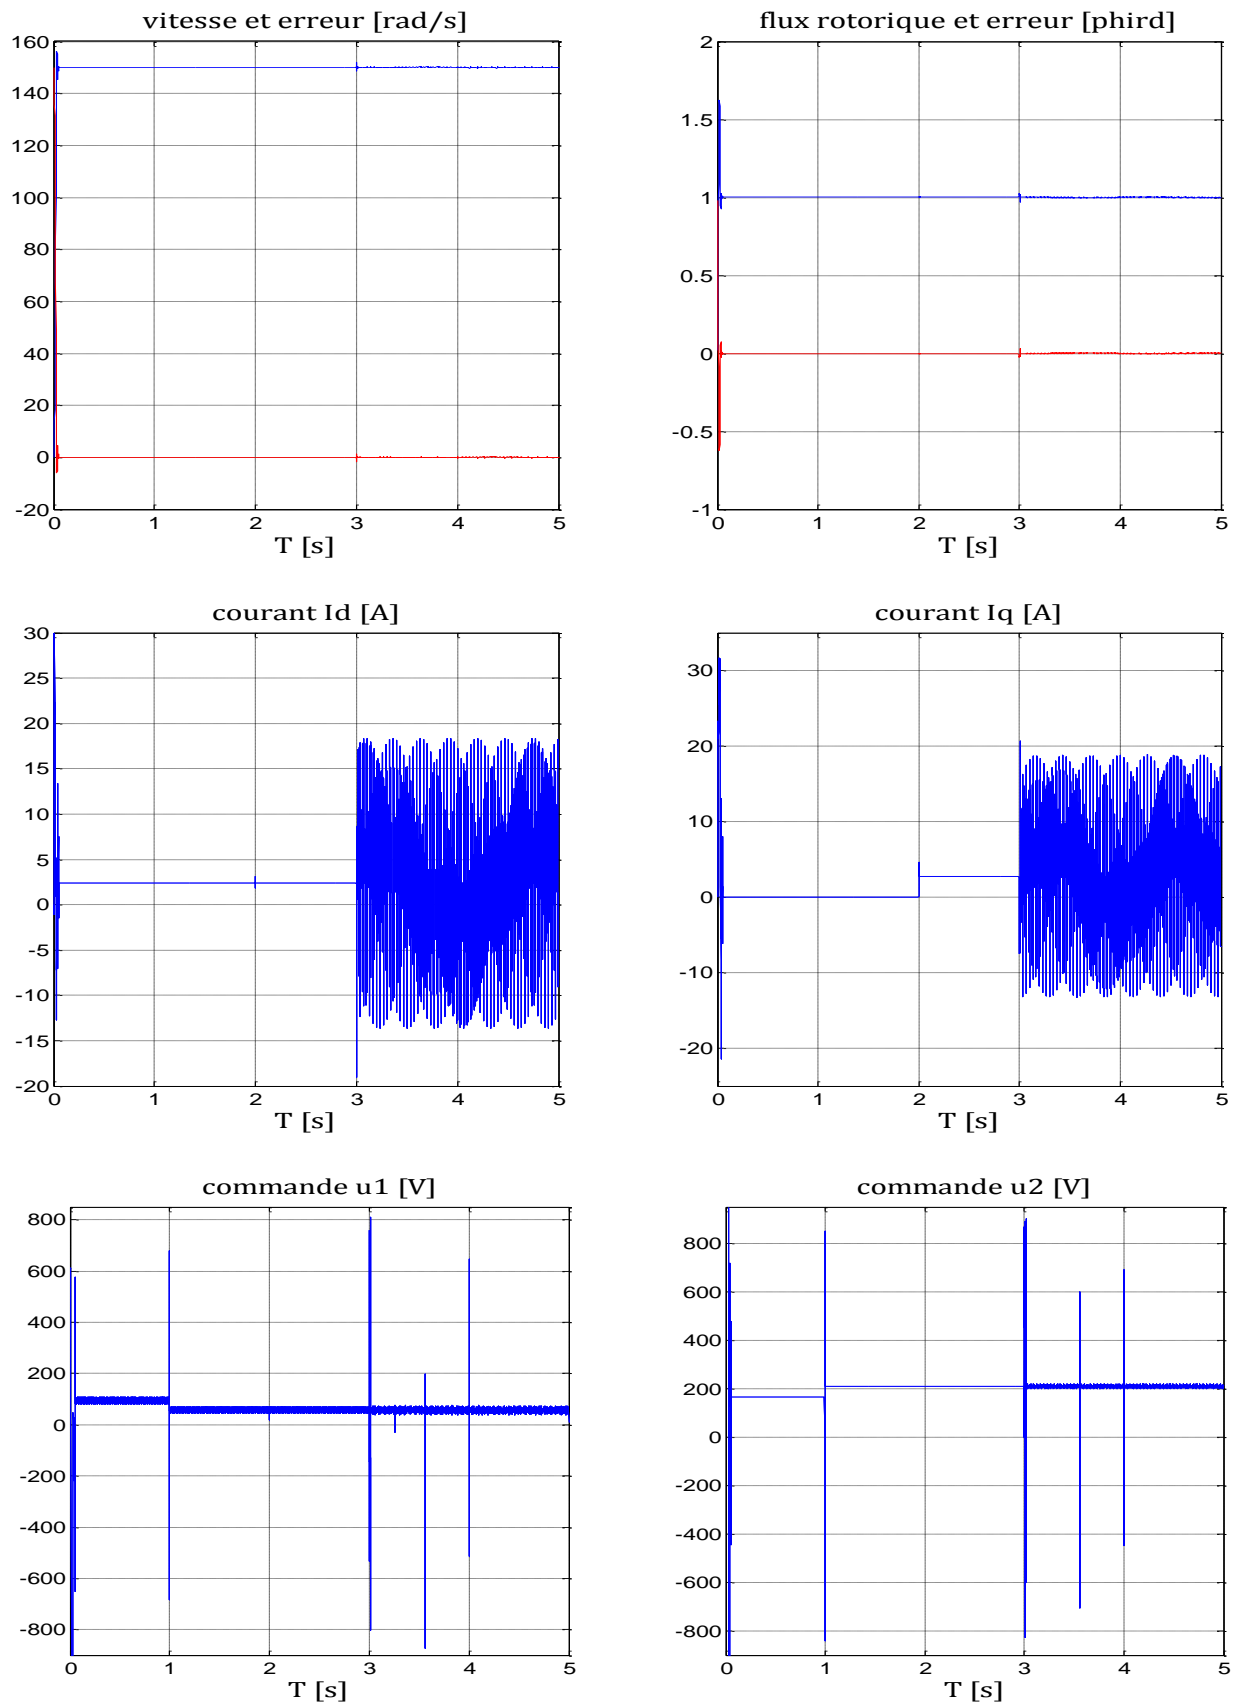 vitesse et erreur [rad/s]
160
140
120
100
80
60
40
20
0
-20
0 1 2 3 4 5
T [s]
flux rotorique et erreur [phird]
2
1.5
1
0.5
0
-0.5
-1
0 1 2 3 4 5
T [s]
courant Id [A]
30
25
20
15
10
5
0
-5
-10
-15
-20
0 1 2 3 4 5
T [s]
courant Iq [A]
30
20
10
0
-10
-20
0 1 2 3 4 5
T [s]
commande u1 [V]
800
600
400
200
0
-200
-400
-600
-800
0 1 2 3 4 5
T [s]
commande u2 [V]
800
600
400
200
0
-200
-400
-600
-800
0 1 2 3 4 5
T [s]